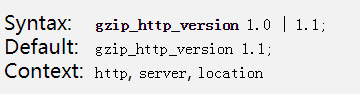 Syntax: gzip_http_version 1.0 | 1.1;
Default: gzip_http_version 1.1;
Context: http, server, location